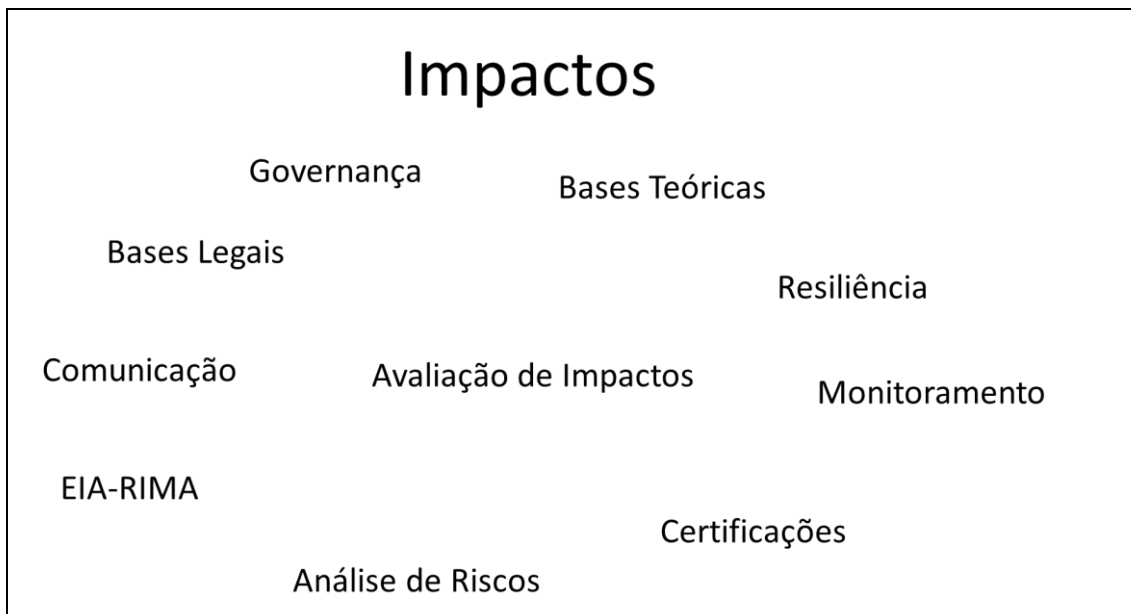 Impactos
Governança
Bases Teóricas
Bases Legais
Resiliência
Comunicação
Avaliação de Impactos
Monitoramento
EIA-RIMA
Certificações
Análise de Riscos